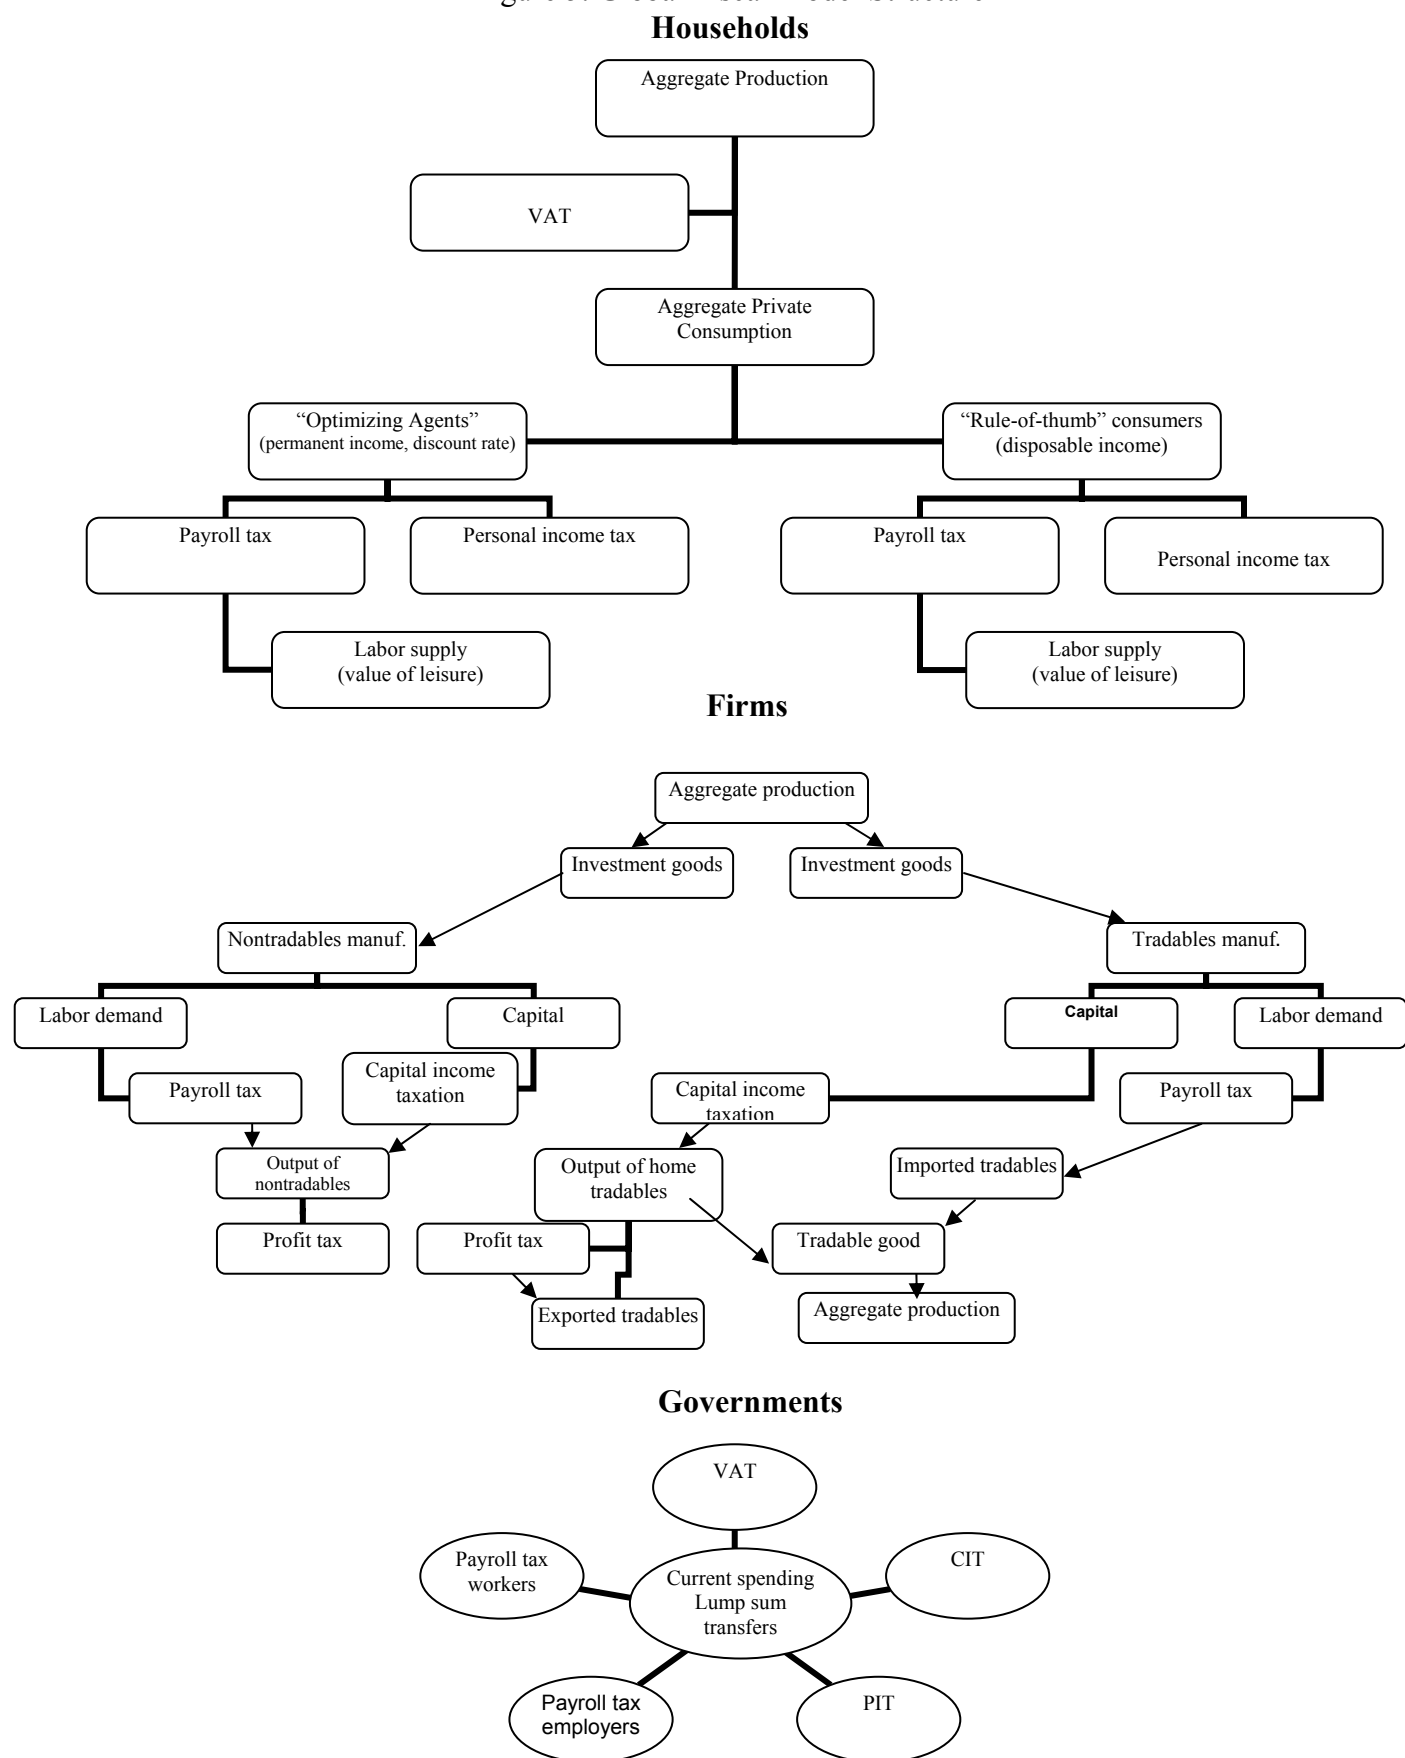 Households
Aggregate Production
VAT
Aggregate Private
Consumption
“Optimizing Agents”
(permanent income, discount rate)
“Rule-of-thumb” consumers
(disposable income)
Payroll tax
Personal income tax
Payroll tax
Personal income tax
Labor supply
(value of leisure)
Labor supply
(value of leisure)
Firms
Aggregate production
Investment goods
Investment goods
Nontradables manuf.
Tradables manuf.
Labor demand
Capital
Capital
Labor demand
Payroll tax
Capital income
taxation
Capital income
taxation
Payroll tax
Output of
nontradables
Output of home
tradables
Imported tradables
Profit tax
Profit tax
Tradable good
Exported tradables
Aggregate production
Governments
VAT
Payroll tax
workers
CIT
Current spending
Lump sum
transfers
Payroll tax
employers
PIT